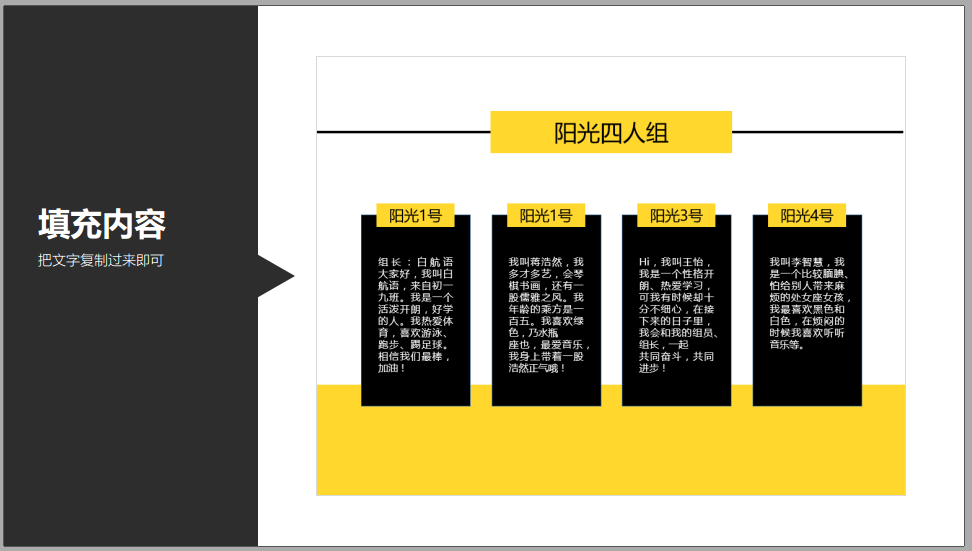 填充内容
把文字复制过来即可
阳光四人组
阳光1号
组长：白航语
大家好，我叫白
航语，来自初一
九班。我是一个
活泼开朗，好学
的人。我热爱体
育，喜欢游泳、
跑步、踢足球。
相信我们最棒，
加油！
阳光1号
我叫蒋浩然，我
多才多艺，会琴
棋书画，还有一
股儒雅之风。我
年龄的乘方是一
百五。我喜欢绿
色，乃水瓶
座也，最爱音乐，
我身上带着一股
浩然正气哦！
阳光3号
Hi，我叫王怡，
我是一个性格开
朗、热爱学习，
可我有时候却十
分不细心，在接
下来的日子里，
我会和我的组员、
组长，一起
共同奋斗，共同
进步！
阳光4号
我叫李智慧，我
是一个比较腼腆、
怕给别人带来麻
烦的处女座女孩，
我最喜欢黑色和
白色，在烦闷的
时候我喜欢听听
音乐等。